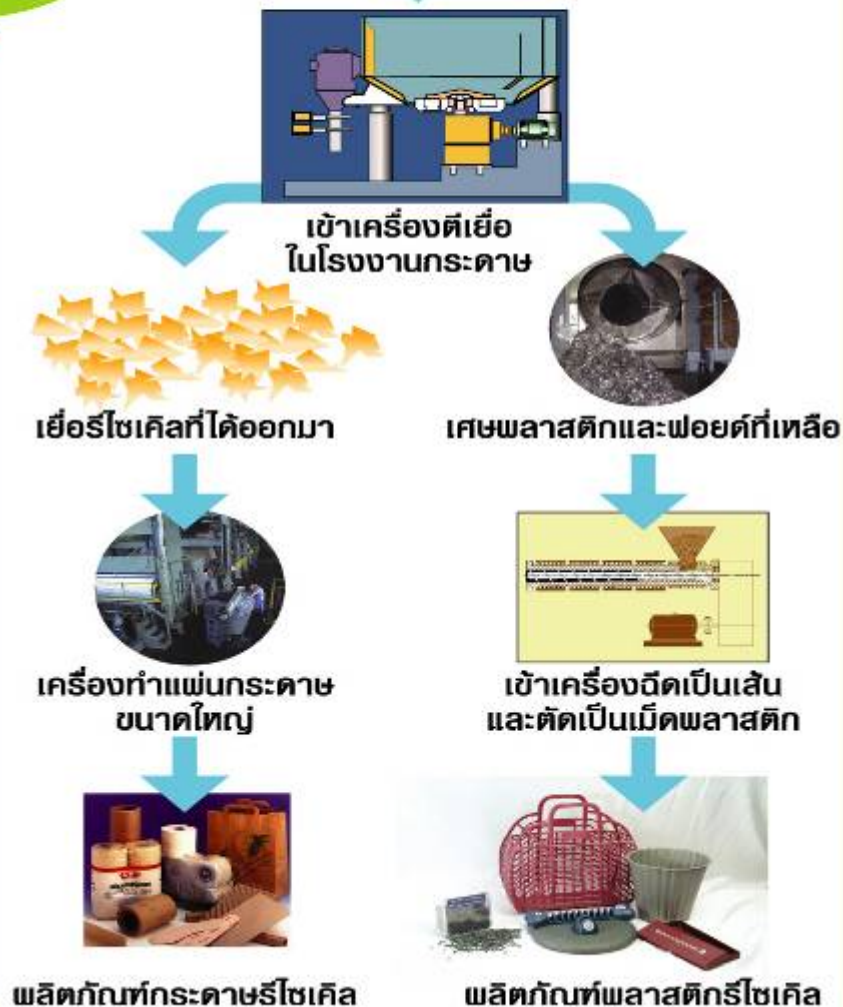 เข้าเครื่องตีเยื่อ
ในโรงงานกระดาษ
เยื่อรีไซเคิลที่ได้ออกมา
เศษพลาสติกและฟอยด์ที่เหลือ
เครื่องทำแผ่นกระดาษ
ขนาดใหญ่
เข้าเครื่องฉีดเป็นเส้น
และตัดเป็นเม็ดพลาสติก
ผลิตภัณฑ์กระดาษรีไซเคิล
ผลิตภัณฑ์พลาสติกรีไซเคิล